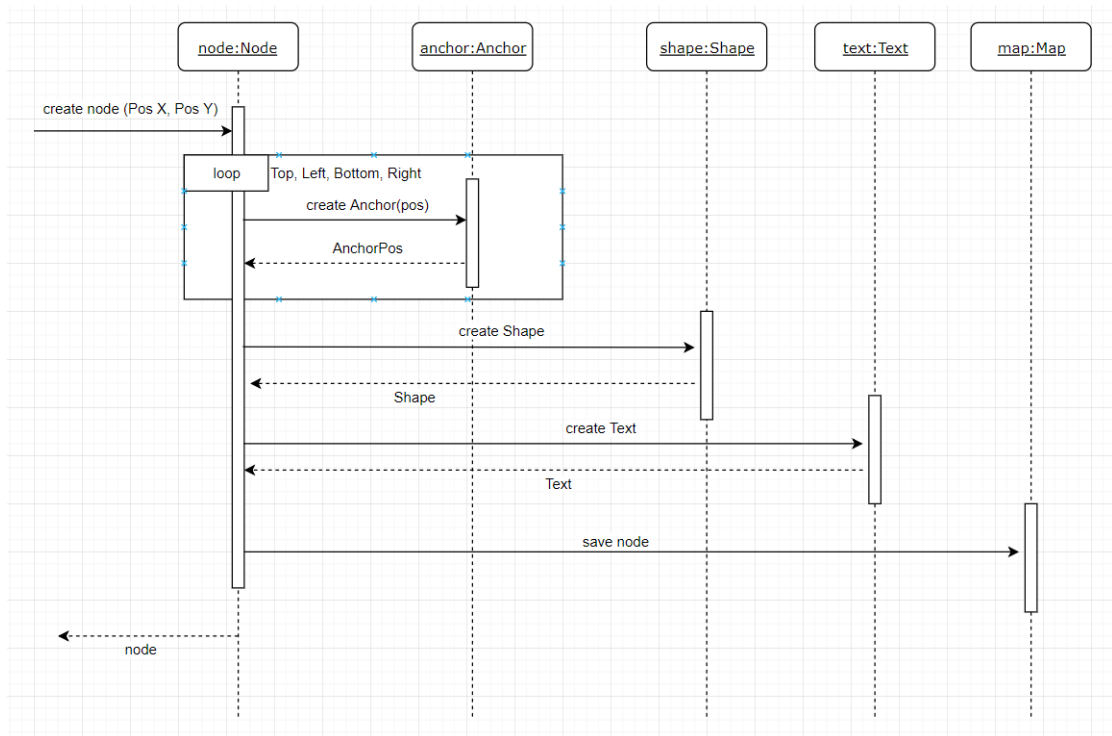 node:Node
anchor:Anchor
shape:Shape
text:Text
map:Map
create node (Pos X, Pos Y)
loop
Top, Left, Bottom, Right
create Anchor(pos)
AnchorPos
create Shape
Shape
create Text
Text
save node
node